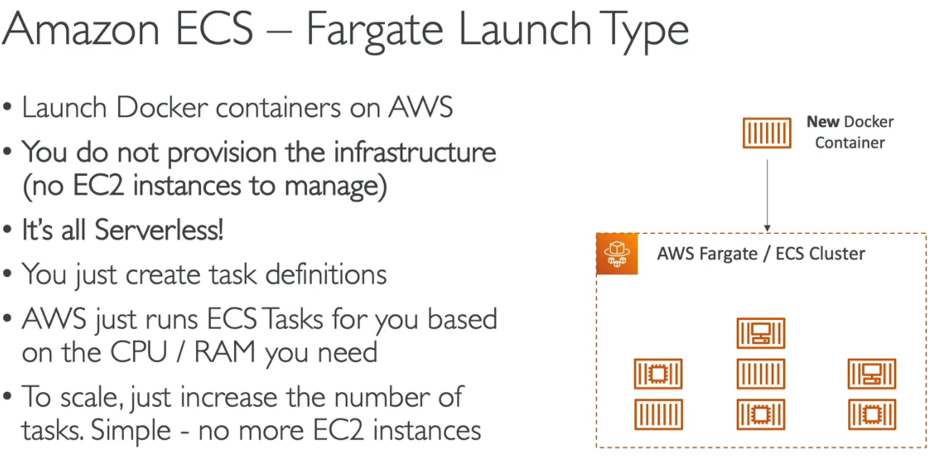 Amazon ECS – Fargate Launch Type
• Launch Docker containers on AWS
• You do not provision the infrastructure
(no EC2 instances to manage)
• It's all Serverless!
• You just create task definitions
• AWS just runs ECS Tasks for you based
on the CPU / RAM you need
• To scale, just increase the number of
tasks. Simple - no more EC2 instances
New Docker
Container
AWS Fargate / ECS Cluster